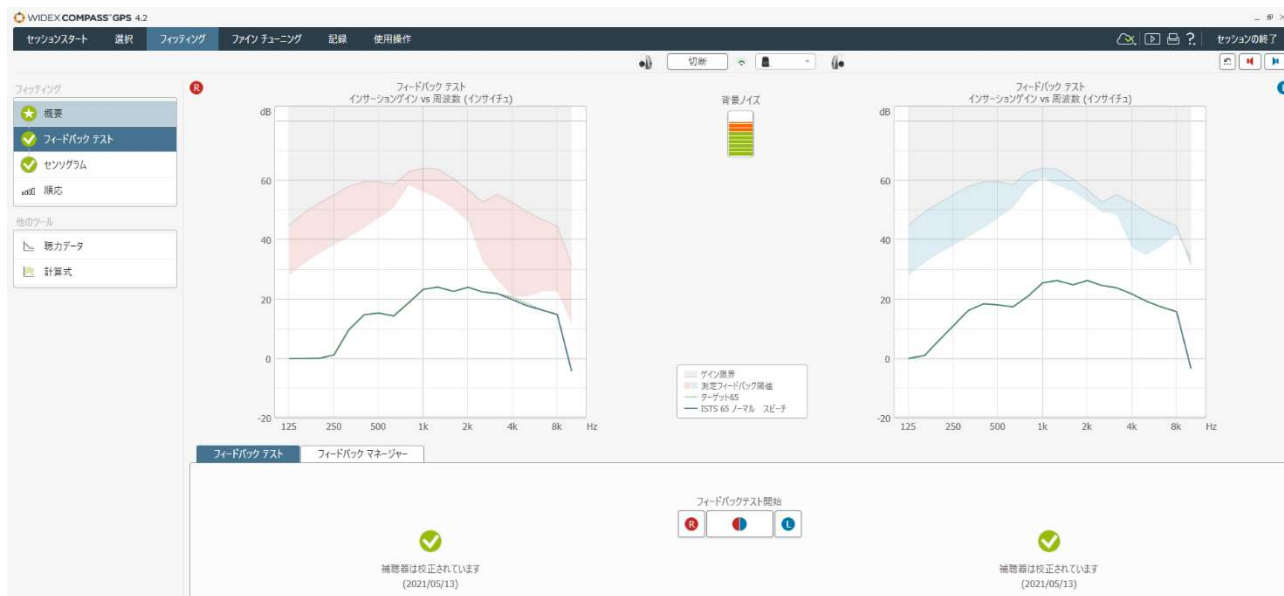 WIDEX COMPASS™ GPS 4.2
セッションスタート 選択 フィッティング ファイン チューニング 記録 使用操作 セッションの終了
切断
フィッティング
概要
フィードバック テスト
センソグラム
順応
他のツール
聴力データ
計算式
R
フィードバック テスト
インサーションゲイン vs 周波数 (インサイチュ)
dB
60
40
20
0
-20
125 250 500 1k 2k 4k 8k Hz
背景ノイズ
ゲイン限界
測定フィードバック閾値
ターゲット65
ISTS 65 ノーマル スピーチ
フィードバック テスト
インサーションゲイン vs 周波数 (インサイチュ)
dB
60
40
20
0
-20
125 250 500 1k 2k 4k 8k Hz
フィードバック テスト フィードバック マネージャー
フィードバックテスト開始
R L
補聴器は校正されています
(2021/05/13)
補聴器は校正されています
(2021/05/13)